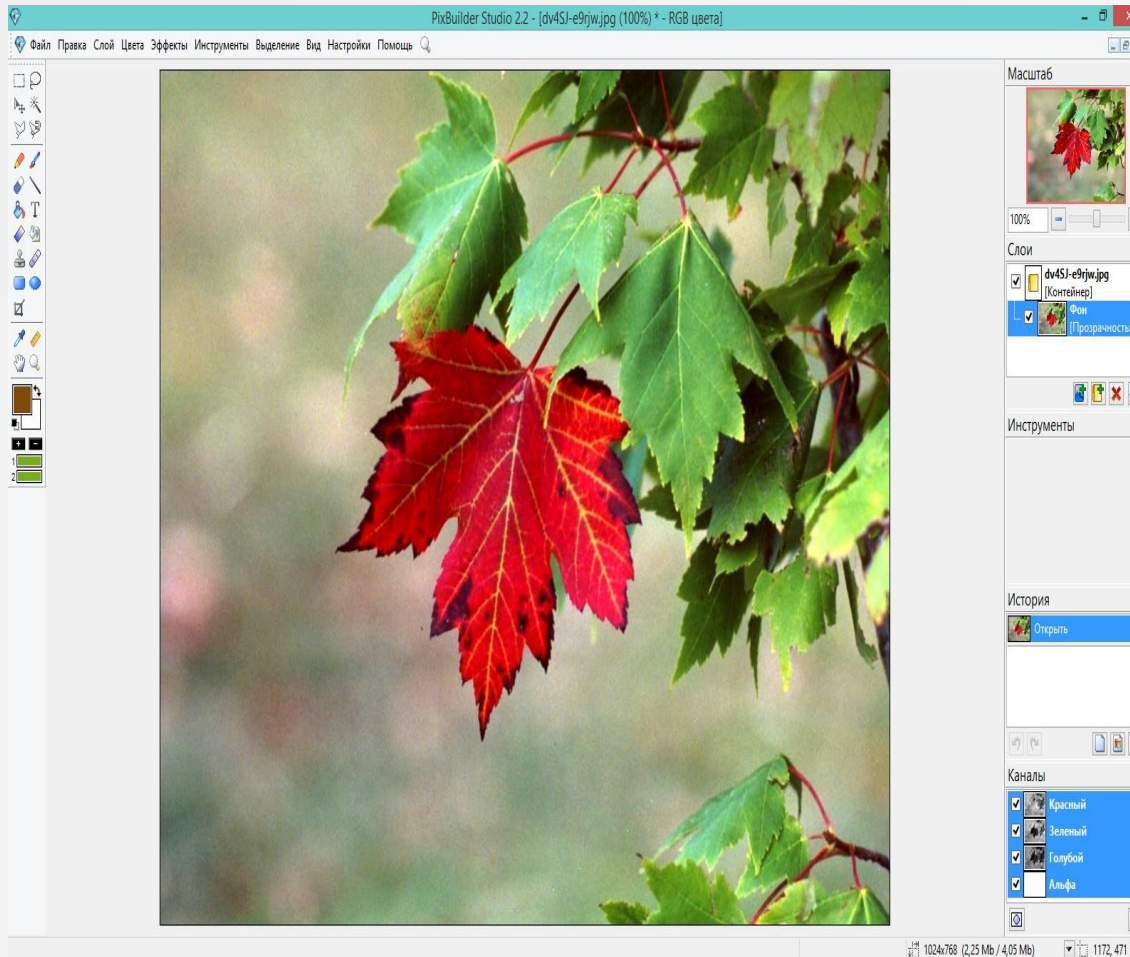 PixBuilder Studio 2.2 - [dv4SJ-e9rjw.jpg (100%) * - RGB цвета]
Файл Правка Слой Цвета Эффекты Инструменты Выделение Вид Настройки Помощь
Масштаб
100%
Слои
dv4SJ-e9rjw.jpg
[Контейнер]
Фон
[Прозрачность:
Инструменты
T
1
2
История
Открыть
Каналы
Красный
Зеленый
Голубой
Альфа
1024x768 (2,25 Mb / 4,05 Mb) 1172, 471